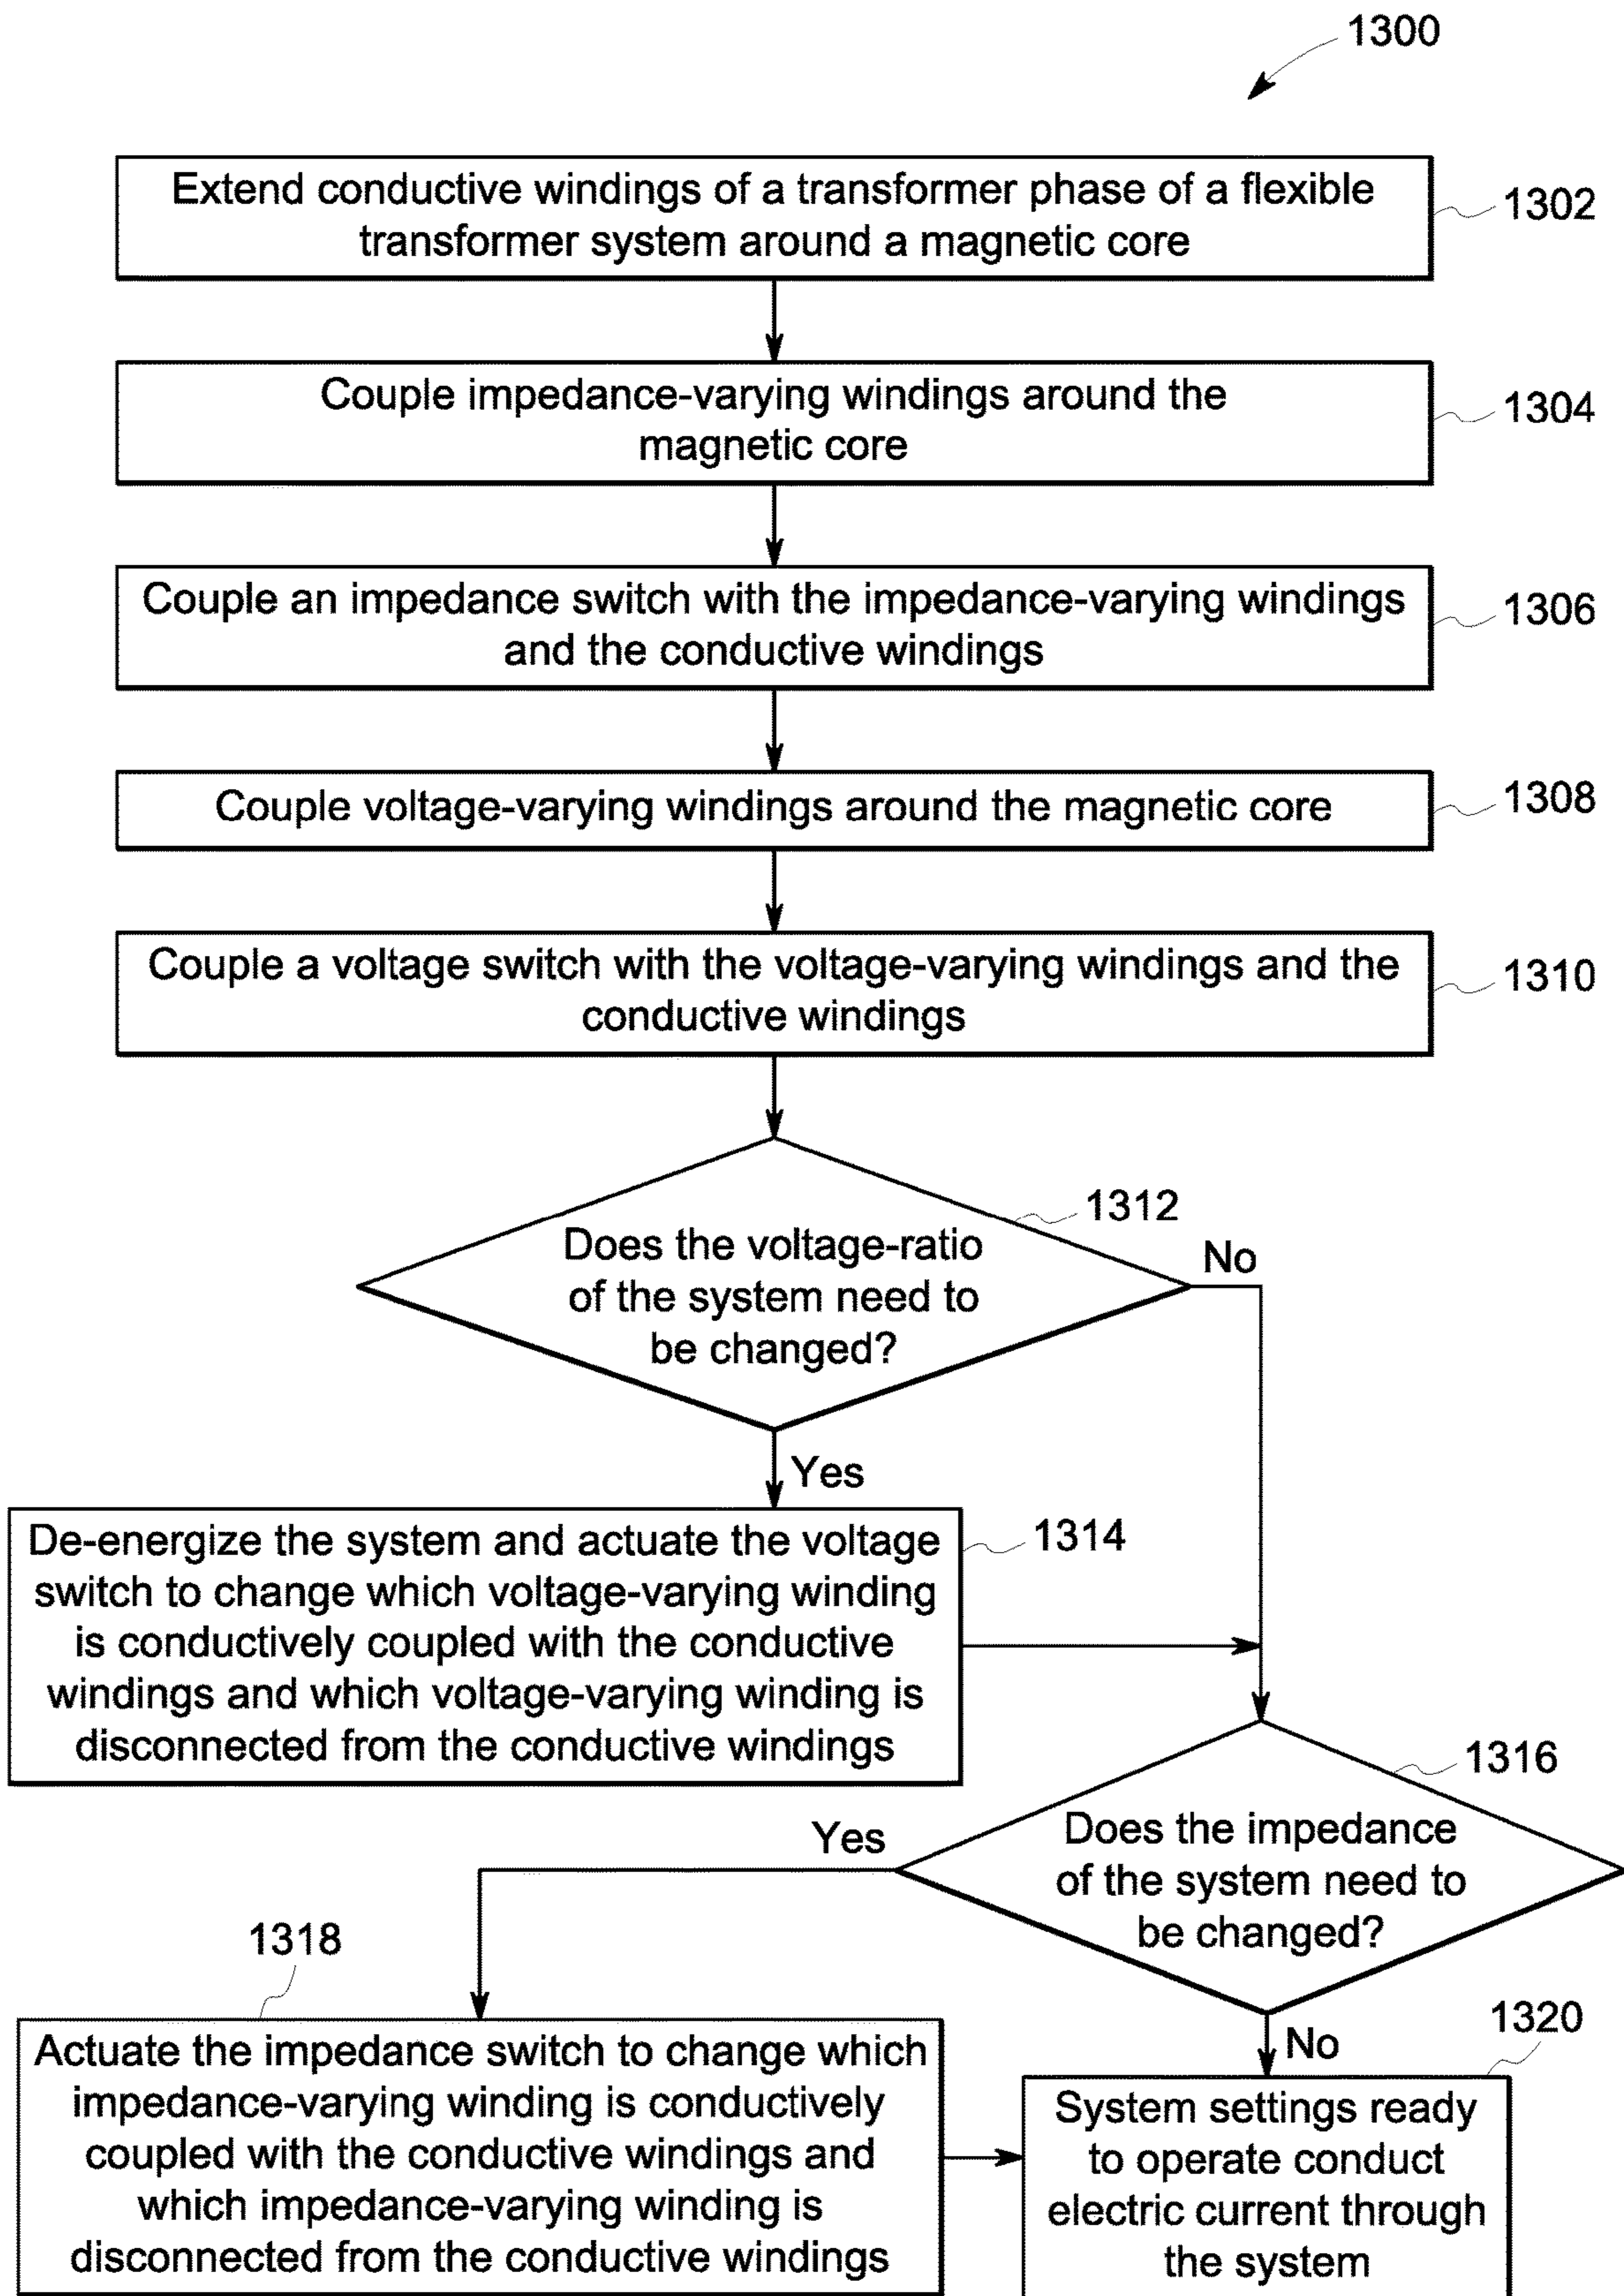 1300
Extend conductive windings of a transformer phase of a flexible
transformer system around a magnetic core
1302
Couple impedance-varying windings around the
magnetic core
1304
Couple an impedance switch with the impedance-varying windings
and the conductive windings
1306
Couple voltage-varying windings around the magnetic core
1308
Couple a voltage switch with the voltage-varying windings and the
conductive windings
1310
1312
Does the voltage-ratio
of the system need to
be changed?
No
Yes
De-energize the system and actuate the voltage
switch to change which voltage-varying winding
is conductively coupled with the conductive
windings and which voltage-varying winding is
disconnected from the conductive windings
1314
1316
Does the impedance
of the system need to
be changed?
Yes
No
1318
Actuate the impedance switch to change which
impedance-varying winding is conductively
coupled with the conductive windings and
which impedance-varying winding is
disconnected from the conductive windings
1320
System settings ready
to operate conduct
electric current through
the system